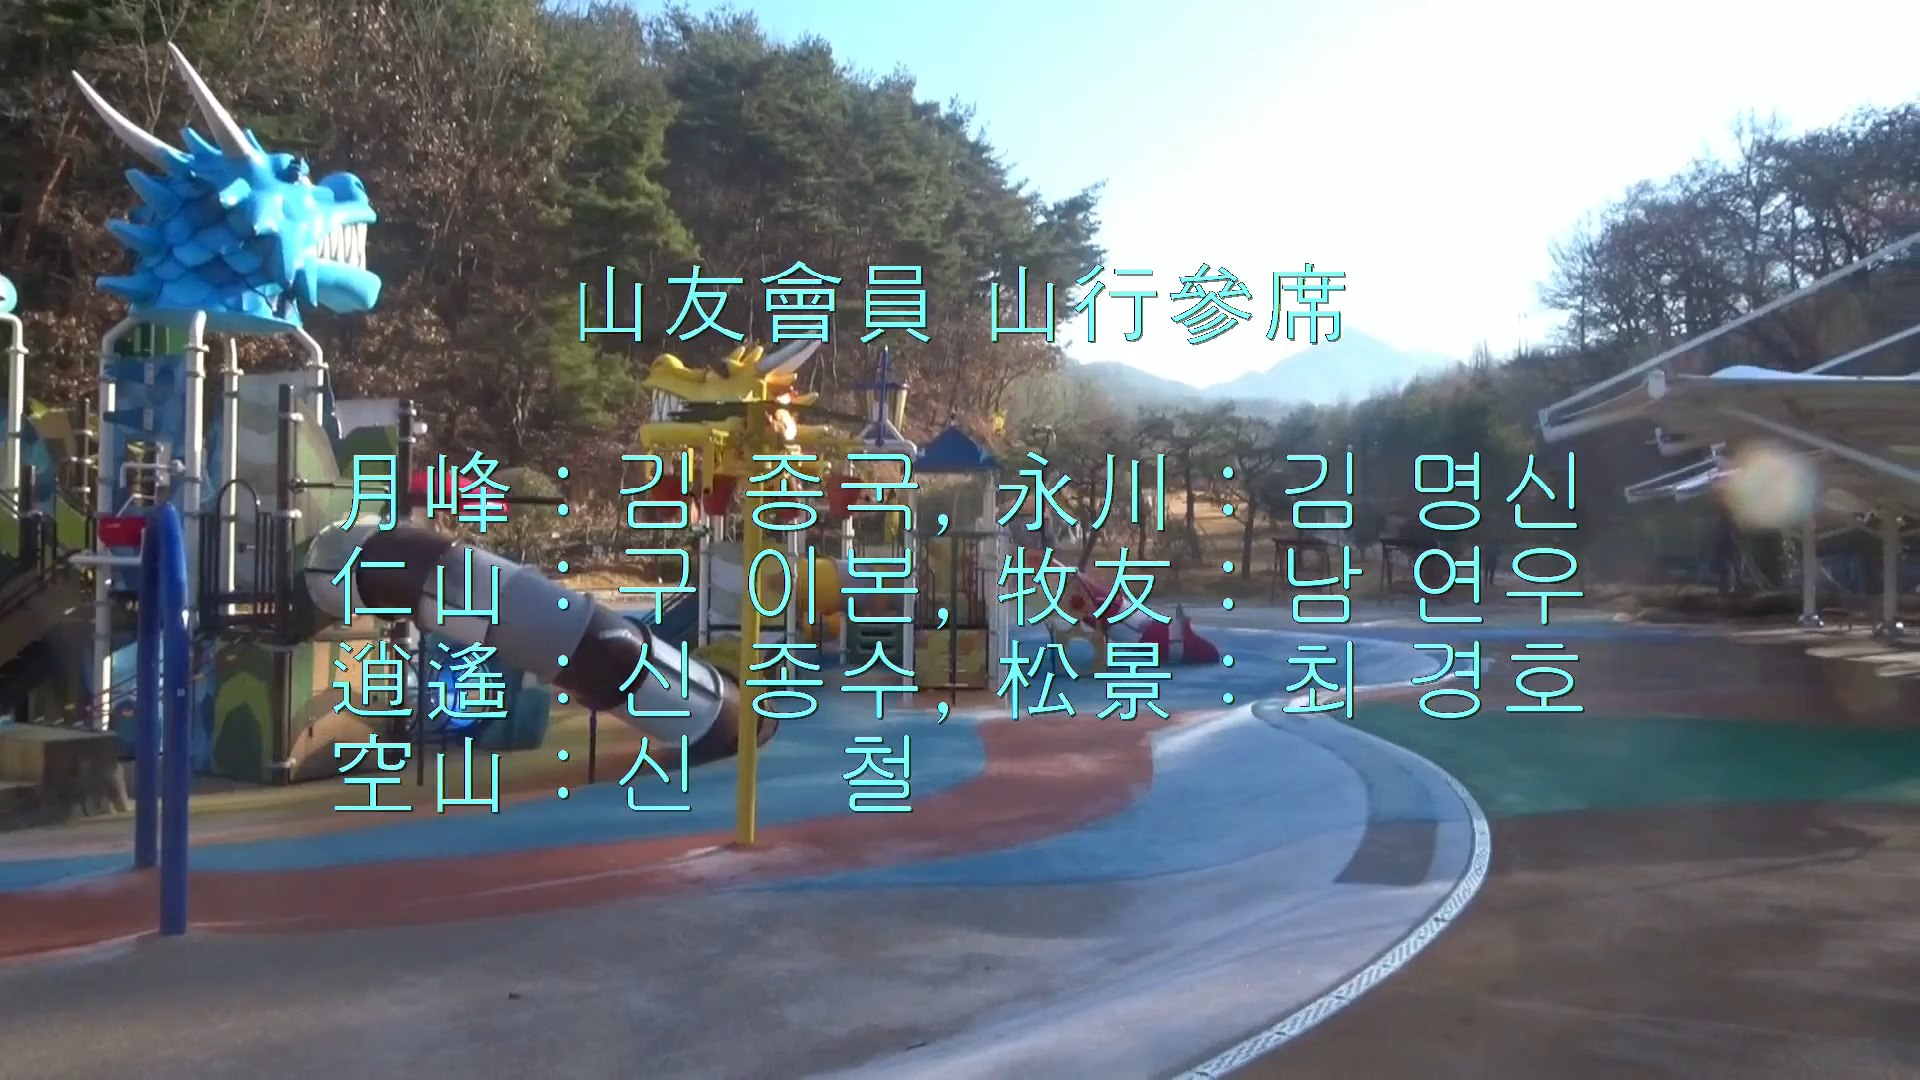 山友會員 山行參席
月峰 : 김 종국, 永川 : 김 명신
仁山 : 구 이본, 牧友 : 남 연우
逍遙 : 신 종수, 松景 : 최 경호
空山 : 신 철